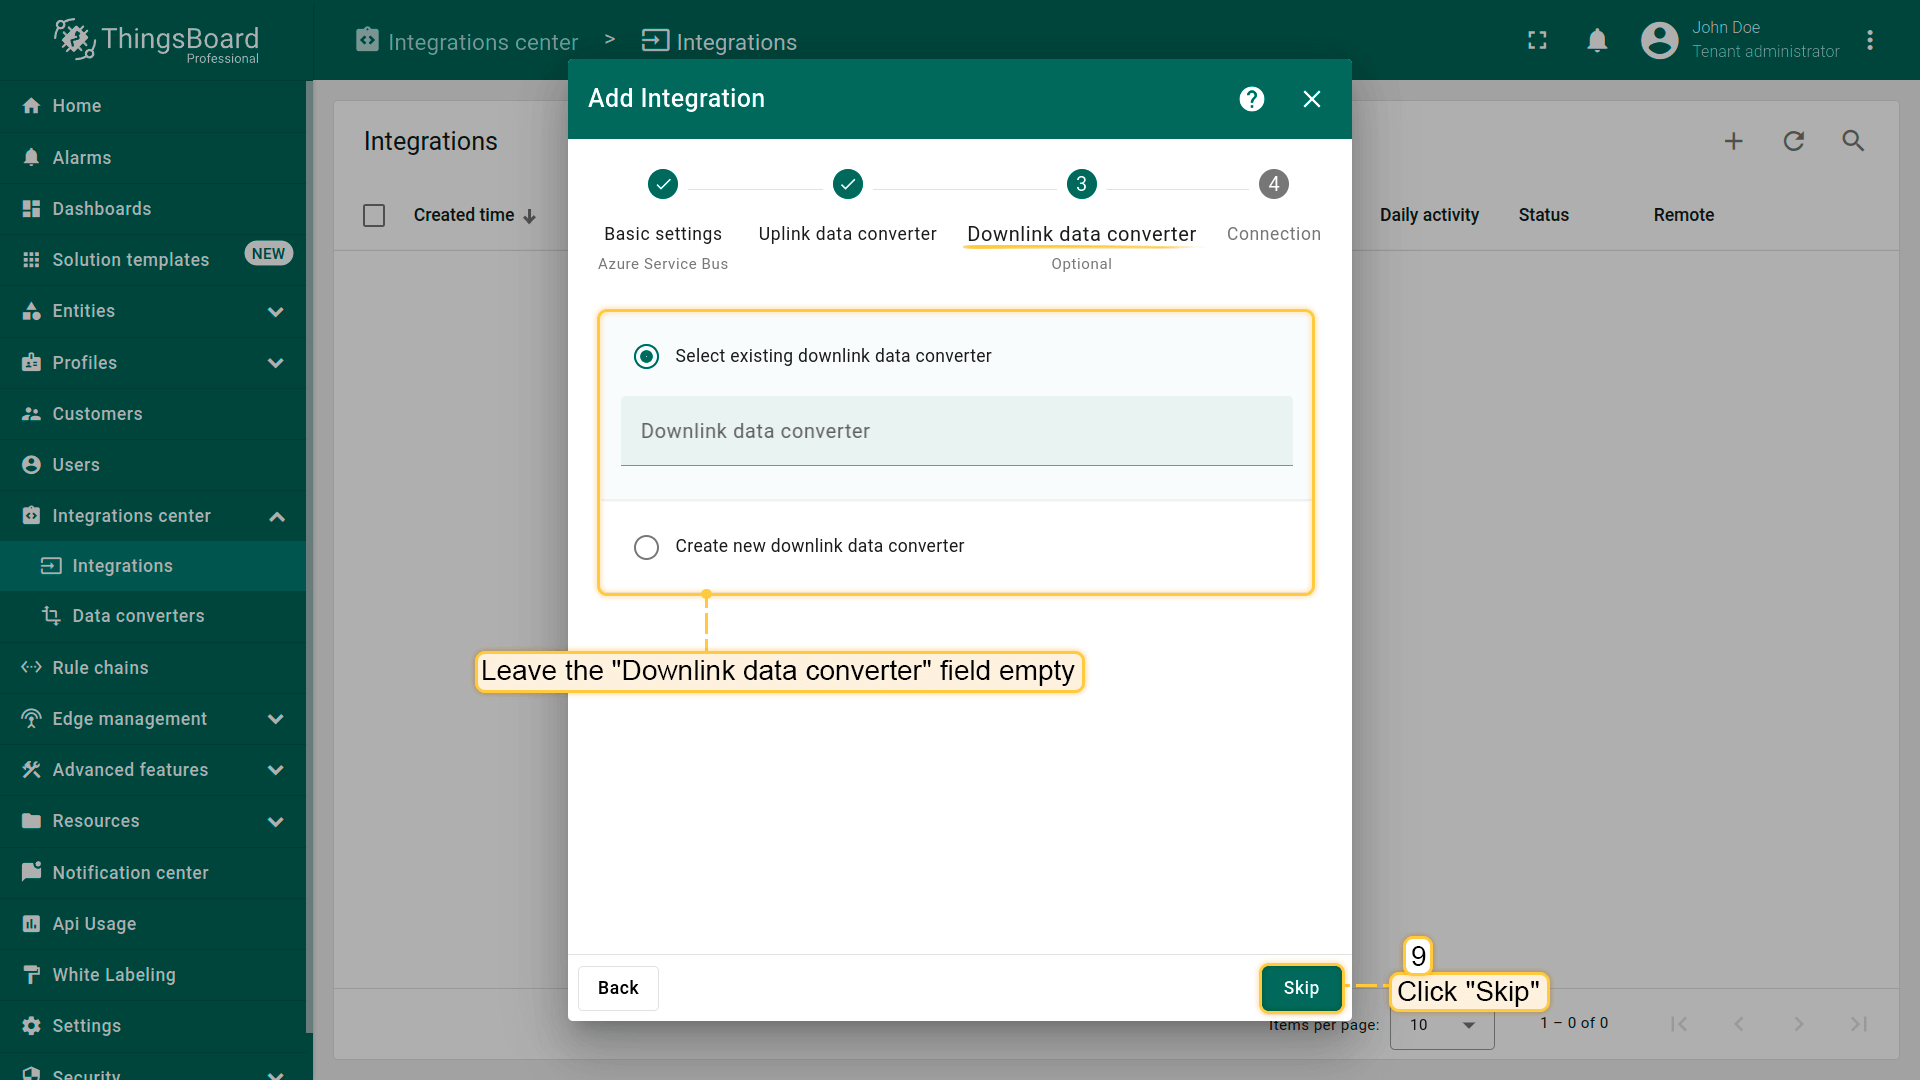 ThingsBoard
Professional
Integrations center > Integrations
John Doe
Tenant administrator
Home
Alarms
Dashboards
Solution templates NEW
Entities
Profiles
Customers
Users
Integrations center
Integrations
Data converters
Rule chains
Edge management
Advanced features
Resources
Notification center
Api Usage
White Labeling
Settings
Security
Integrations
Created time
Daily activity Status Remote
Add Integration
3 4
Basic settings Uplink data converter Downlink data converter Connection
Azure Service Bus Optional
Select existing downlink data converter
Downlink data converter
Create new downlink data converter
Leave the "Downlink data converter" field empty
Back Skip
9
Click "Skip"
Items per page: 10 1 – 0 of 0